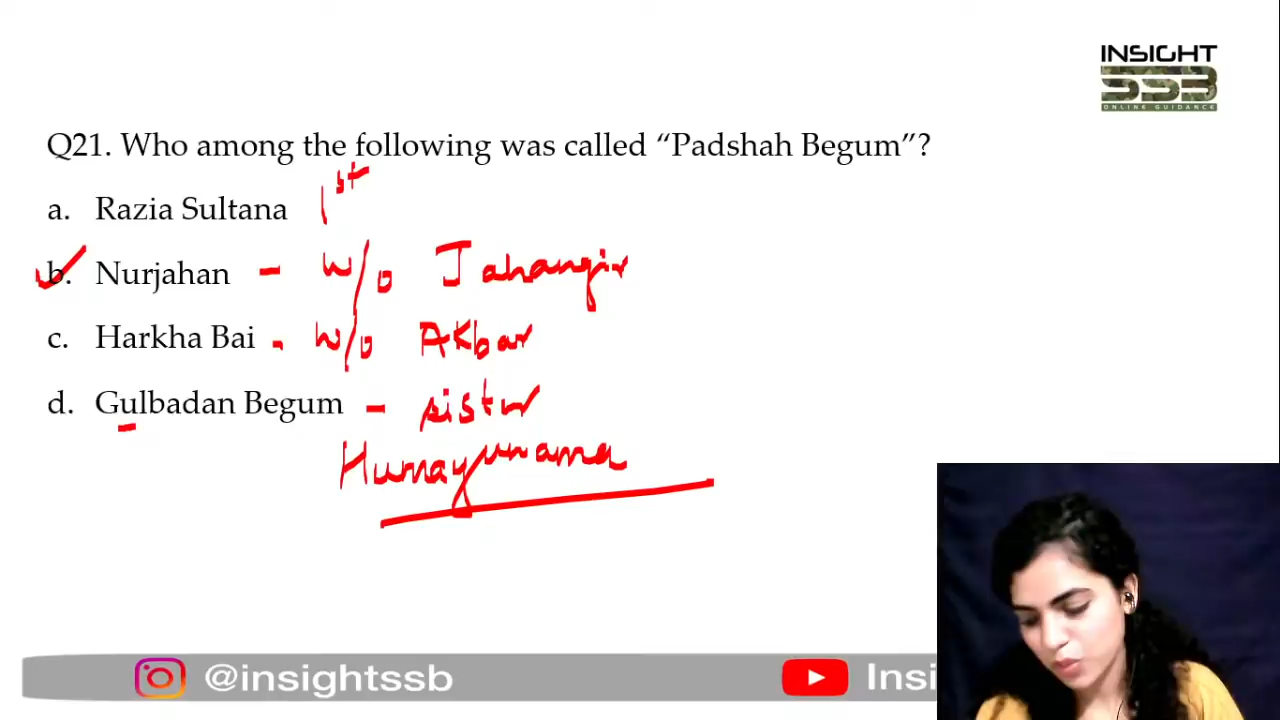 INSIGHT
SSB
ONLINE GUIDANCE
Q21. Who among the following was called “Padshah Begum”?
a. Razia Sultana 1st
b. Nurjahan - w/o Jahangir
c. Harkha Bai - w/o Akbar
d. Gulbadan Begum - sister
Humayunama
@insightssb Insi